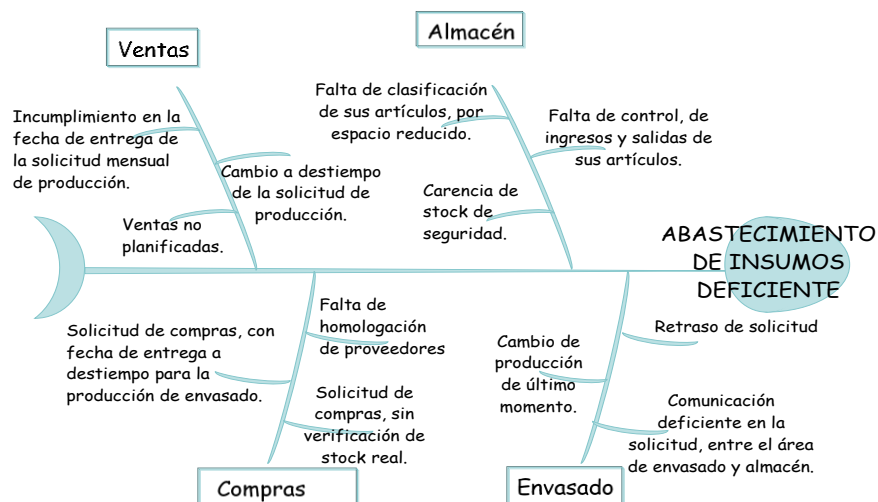 Ventas
Almacén
Incumplimiento en la
fecha de entrega de
la solicitud mensual
de producción.
Cambio a destiempo
de la solicitud de
producción.
Ventas no
planificadas.
Falta de clasificación
de sus artículos, por
espacio reducido.
Falta de control, de
ingresos y salidas de
sus artículos.
Carencia de
stock de
seguridad.
ABASTECIMIENTO
DE INSUMOS
DEFICIENTE
Solicitud de compras, con
fecha de entrega a
destiempo para la
producción de envasado.
Falta de
homologación
de proveedores
Solicitud de
compras, sin
verificación de
stock real.
Cambio de
producción
de último
momento.
Retraso de solicitud
Comunicación
deficiente en la
solicitud, entre el área
de envasado y almacén.
Compras
Envasado